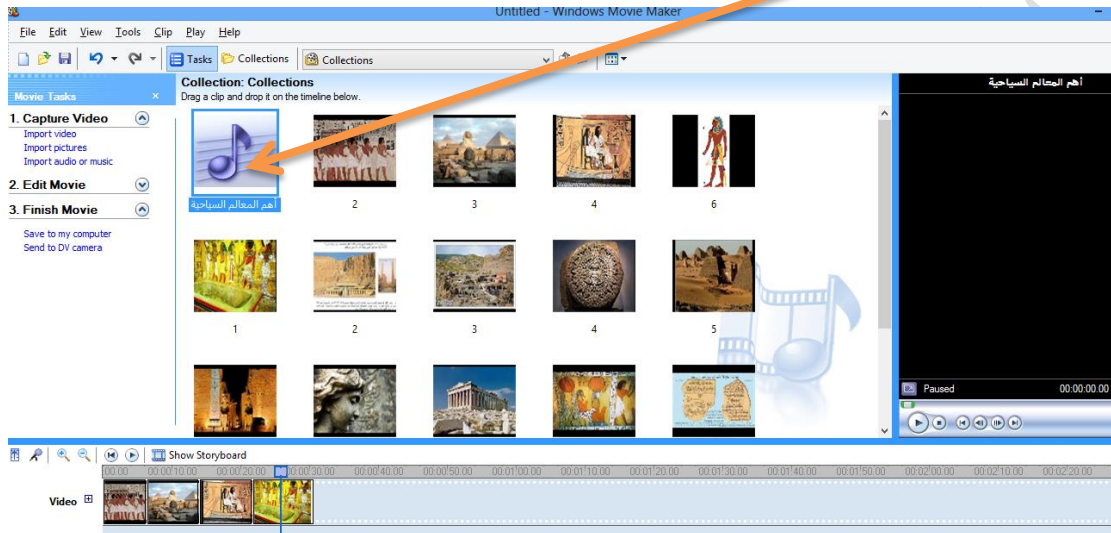 Untitled - Windows Movie Maker
File Edit View Tools Clip Play Help
Tasks Collections Collections
Movie Tasks ×
1. Capture Video
Import video
Import pictures
Import audio or music
2. Edit Movie
3. Finish Movie
Save to my computer
Send to DV camera
Collection: Collections
Drag a clip and drop it on the timeline below.
أهم المعالم السياحية
2
3
4
6
1
2
3
4
5
أهم المعالم السياحية
Paused 00:00:00.00
Show Storyboard
00:00 00:00'10.00 00:00'20.00 00:00'30.00 00:00'40.00 00:00'50.00 00:01'00.00 00:01'10.00 00:01'20.00 00:01'30.00 00:01'40.00 00:01'50.00 00:02'00.00 00:02'10.00 00:02'20.00
Video